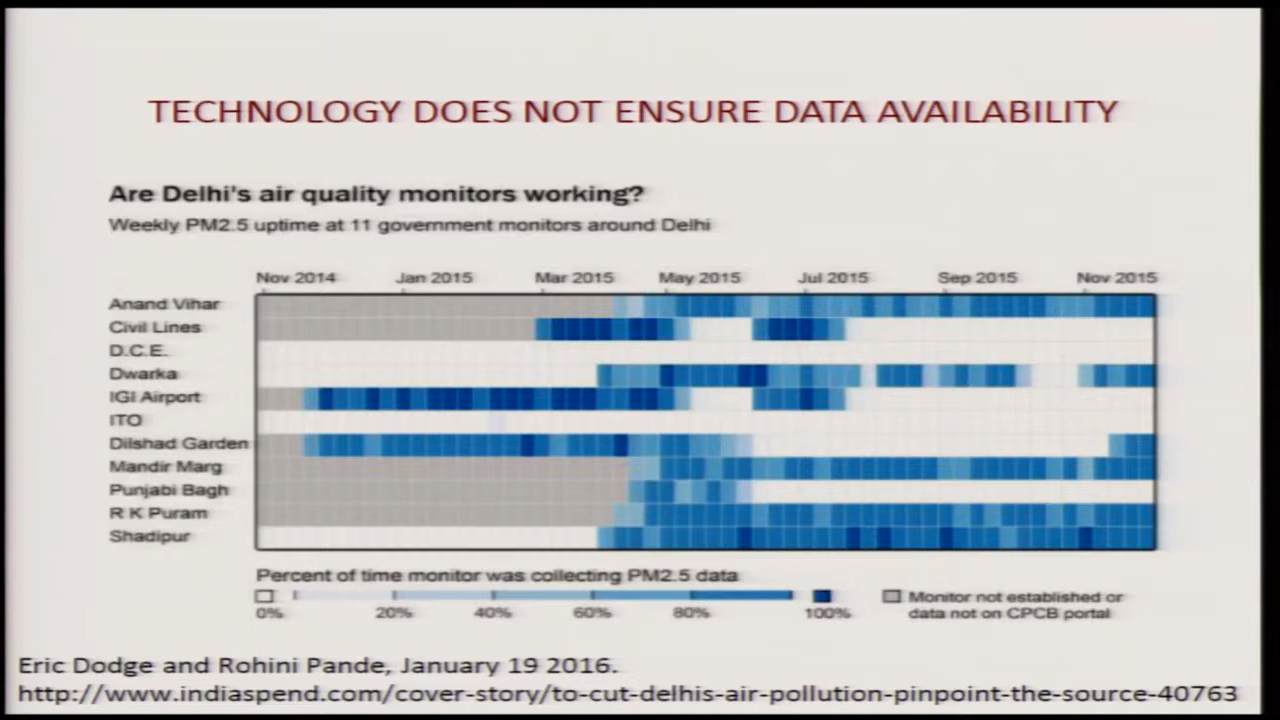 TECHNOLOGY DOES NOT ENSURE DATA AVAILABILITY
Are Delhi's air quality monitors working?
Weekly PM2.5 uptime at 11 government monitors around Delhi
Nov 2014 Jan 2015 Mar 2015 May 2015 Jul 2015 Sep 2015 Nov 2015
Anand Vihar
Civil Lines
D.C.E.
Dwarka
IGI Airport
ITO
Dilshad Garden
Mandir Marg
Punjabi Bagh
R K Puram
Shadipur
Percent of time monitor was collecting PM2.5 data
0% 20% 40% 60% 80% 100%
Monitor not established or
data not on CPCB portal
Eric Dodge and Rohini Pande, January 19 2016.
http://www.indiaspend.com/cover-story/to-cut-delhis-air-pollution-pinpoint-the-source-40763